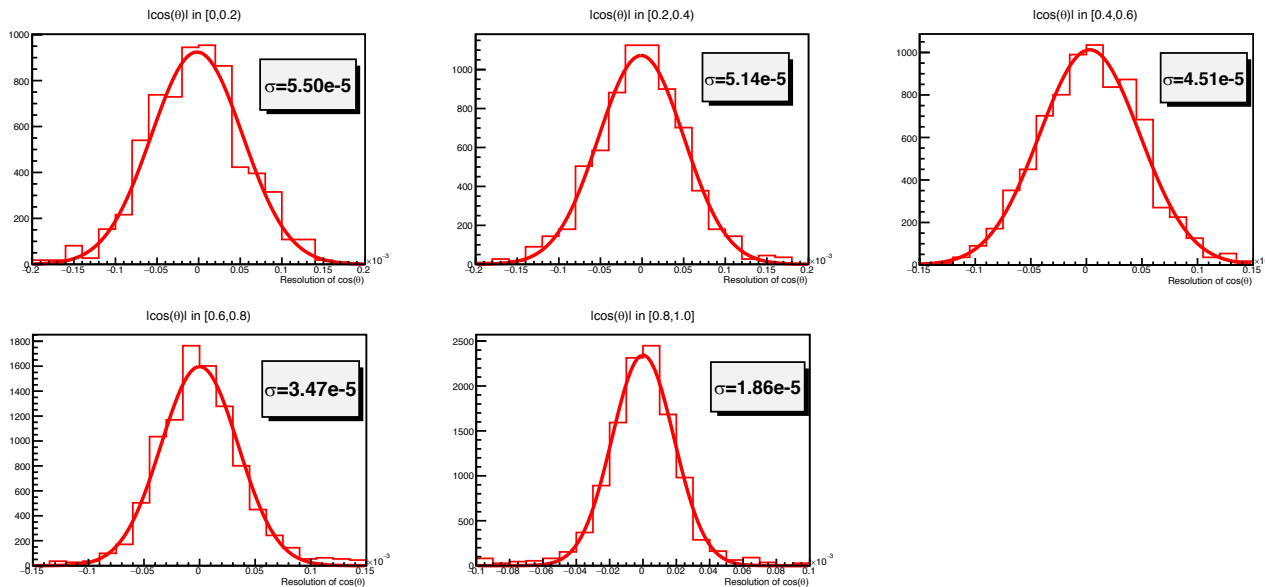 |cos(θ)| in [0,0.2)
1000
800
600
400
200
0
σ=5.50e-5
−0.2 −0.15 −0.1 −0.05 0 0.05 0.1 0.15 0.2
×10⁻³
Resolution of cos(θ)
|cos(θ)| in [0.2,0.4)
1000
800
600
400
200
0
σ=5.14e-5
−0.2 −0.15 −0.1 −0.05 0 0.05 0.1 0.15 0.2
×10⁻³
Resolution of cos(θ)
|cos(θ)| in [0.4,0.6)
1000
800
600
400
200
0
σ=4.51e-5
−0.15 −0.1 −0.05 0 0.05 0.1 0.15
Resolution of cos(θ)
|cos(θ)| in [0.6,0.8)
1800
1600
1400
1200
1000
800
600
400
200
0
σ=3.47e-5
−0.15 −0.1 −0.05 0 0.05 0.1 0.15
×10⁻³
Resolution of cos(θ)
|cos(θ)| in [0.8,1.0]
2500
2000
1500
1000
500
0
σ=1.86e-5
−0.1 −0.08 −0.06 −0.04 −0.02 0 0.02 0.04 0.06 0.08 0.1
×10⁻³
Resolution of cos(θ)